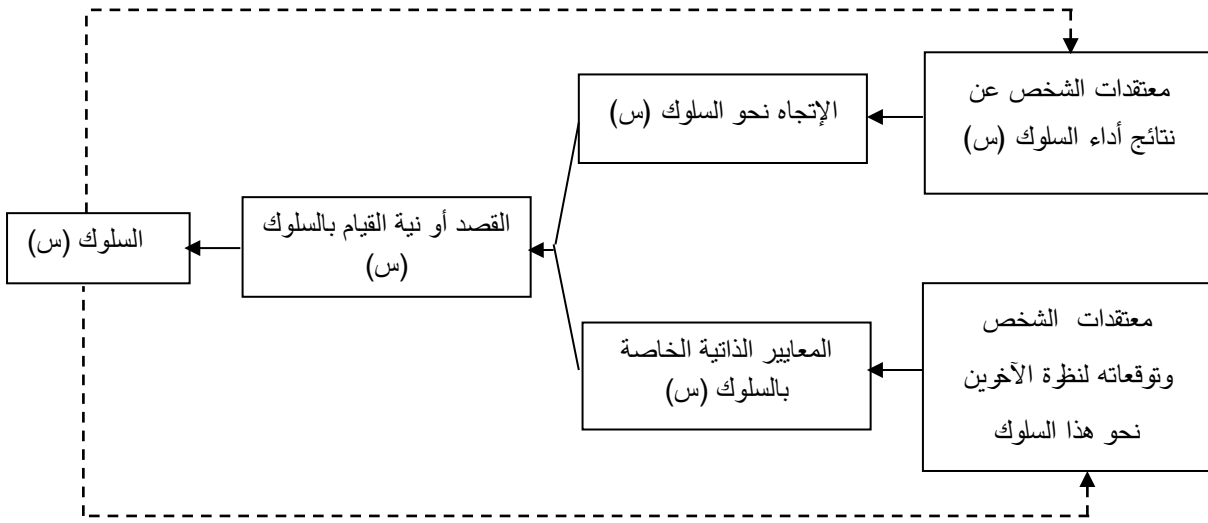 معتقدات الشخص عن
نتائج أداء السلوك (س)
الإتجاه نحو السلوك (س)
القصد أو نية القيام بالسلوك
(س)
السلوك (س)
معتقدات الشخص
وتوقعاته لنظرة الآخرين
نحو هذا السلوك
المعايير الذاتية الخاصة
بالسلوك (س)